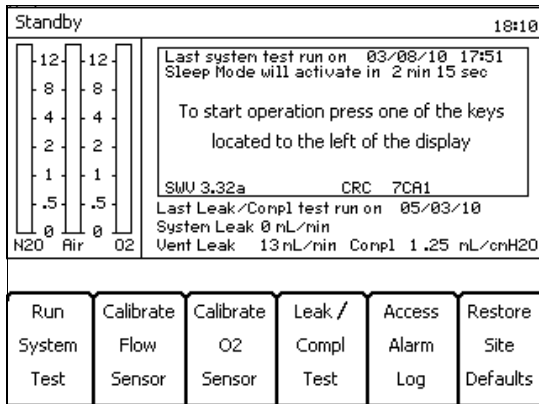 Standby 18:10
Last system test run on 03/08/10 17:51
Sleep Mode will activate in 2 min 15 sec
To start operation press one of the keys
located to the left of the display
SWV 3.32a CRC 7CA1
12 12
8 8
4 4
2 2
1 1
.5 .5
0 0
N2O Air O2
Last Leak/Compl test run on 05/03/10
System Leak 0 mL/min
Vent Leak 13 mL/min Compl 1.25 mL/cmH2O
Run System Test
Calibrate Flow Sensor
Calibrate O2 Sensor
Leak / Compl Test
Access Alarm Log
Restore Site Defaults